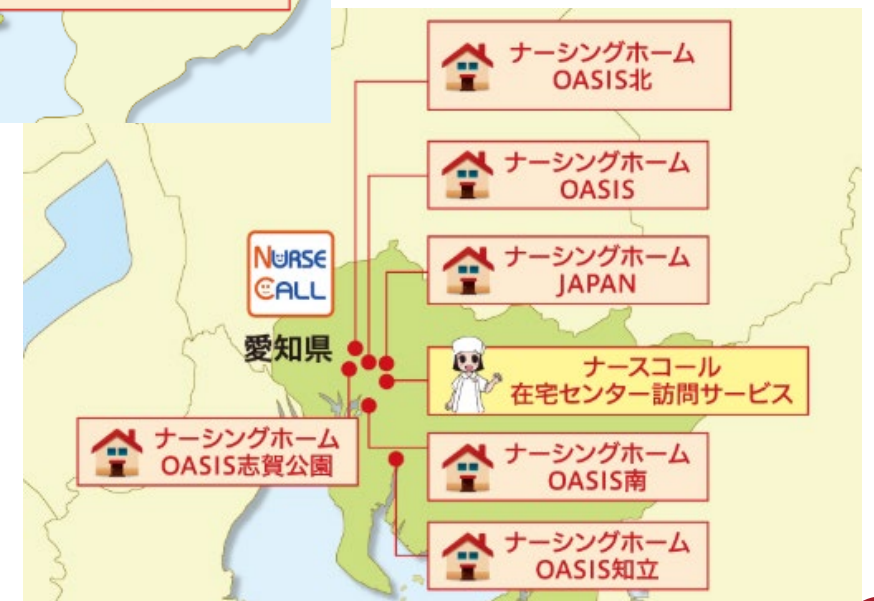 ナーシングホーム
OASIS北
ナーシングホーム
OASIS
ナーシングホーム
JAPAN
NURSE
CALL
愛知県
ナースコール
在宅センター訪問サービス
ナーシングホーム
OASIS志賀公園
ナーシングホーム
OASIS南
ナーシングホーム
OASIS知立